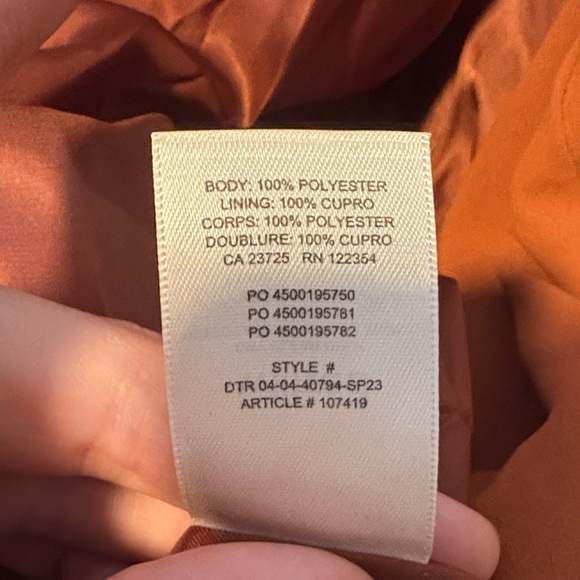 BODY: 100% POLYESTER
LINING: 100% CUPRO
CORPS: 100% POLYESTER
DOUBLURE: 100% CUPRO
CA 23725 RN 122354
PO 4500195750
PO 4500195781
PO 4500195782
STYLE #
DTR 04-04-40794-SP23
ARTICLE # 107419